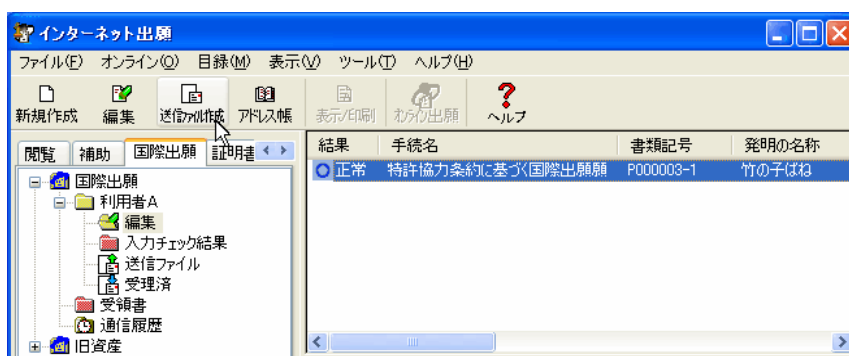 インターネット出願
ファイル(F) オンライン(O) 目録(M) 表示(V) ツール(T) ヘルプ(H)
新規作成 編集 送信ファイル作成 アドレス帳 表示/印刷 オンライン出願 ヘルプ
閲覧 補助 国際出願 証明書
結果 手続名 書類記号 発明の名称
正常 特許協力条約に基づく国際出願願 P000003-1 竹の子ばね
国際出願
利用者A
編集
入力チェック結果
送信ファイル
受理済
受領書
通信履歴
旧資産